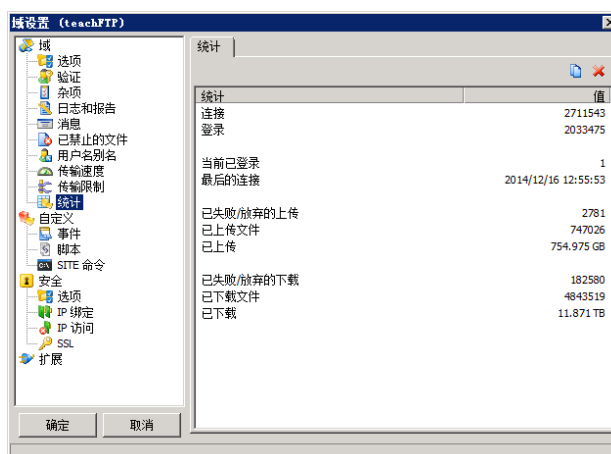 域设置 (teachFTP)
域
选项
验证
杂项
日志和报告
消息
已禁止的文件
用户名别名
传输速度
传输限制
统计
自定义
事件
脚本
SITE 命令
安全
选项
IP 绑定
IP 访问
SSL
扩展
确定 取消
统计
统计 值
连接 2711543
登录 2033475
当前已登录 1
最后的连接 2014/12/16 12:55:53
已失败/放弃的上传 2781
已上传文件 747026
已上传 754.975 GB
已失败/放弃的下载 182580
已下载文件 4843519
已下载 11.871 TB